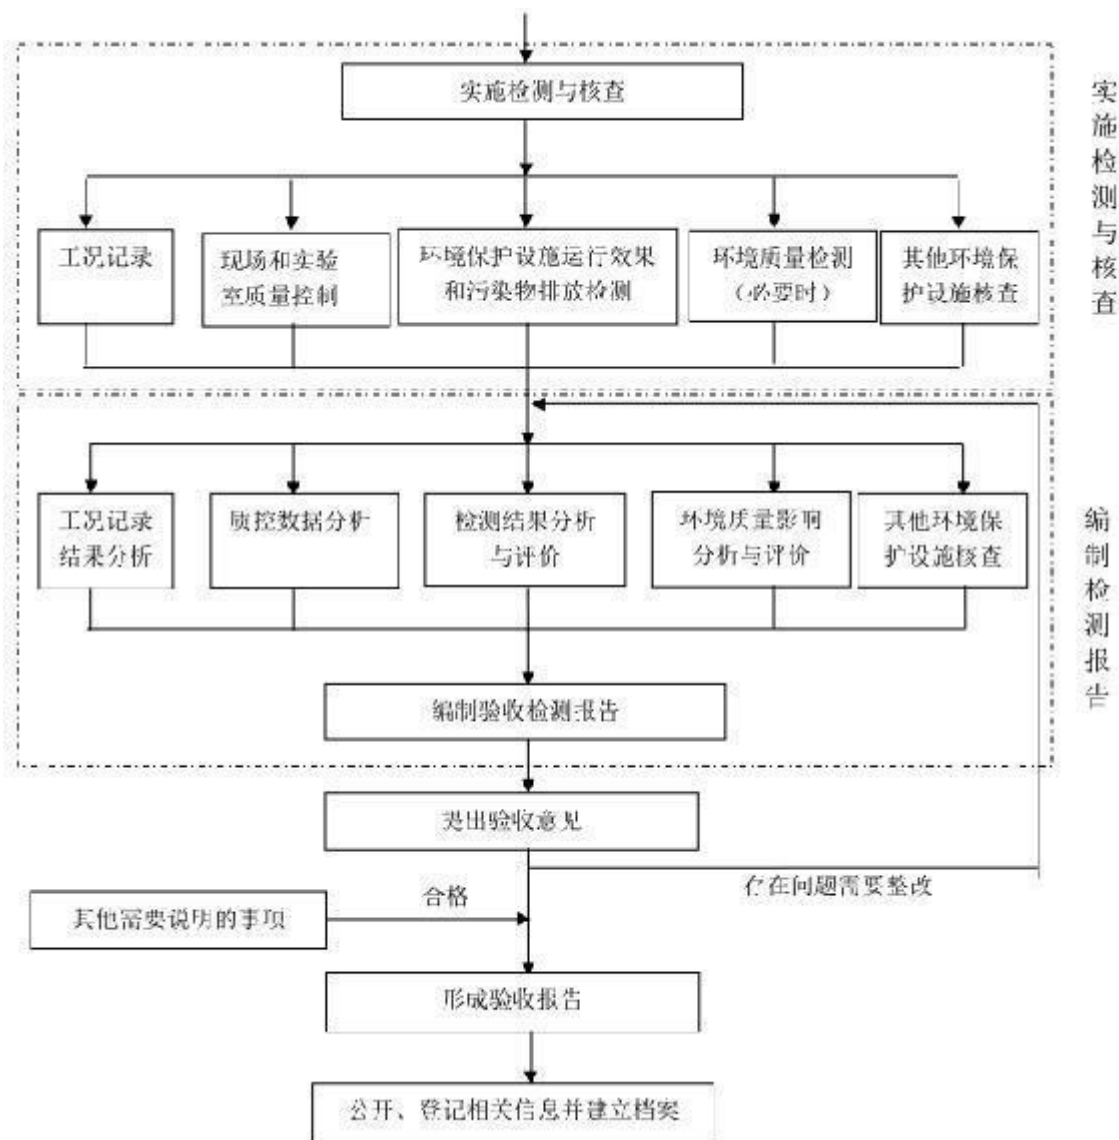 实施检测与核查
实施检测与核查
工况记录
现场和实验
室质量控制
环境保护设施运行效果
和污染物排放检测
环境质量检测
（必要时）
其他环境保
护设施核查
工况记录
结果分析
质控数据分析
检测结果分析
与评价
环境质量影响
分析与评价
其他环境保
护设施核查
编制检测报告
编制验收检测报告
提出验收意见
存在问题需要整改
合格
其他需要说明的事项
形成验收报告
公开、登记相关信息并建立档案